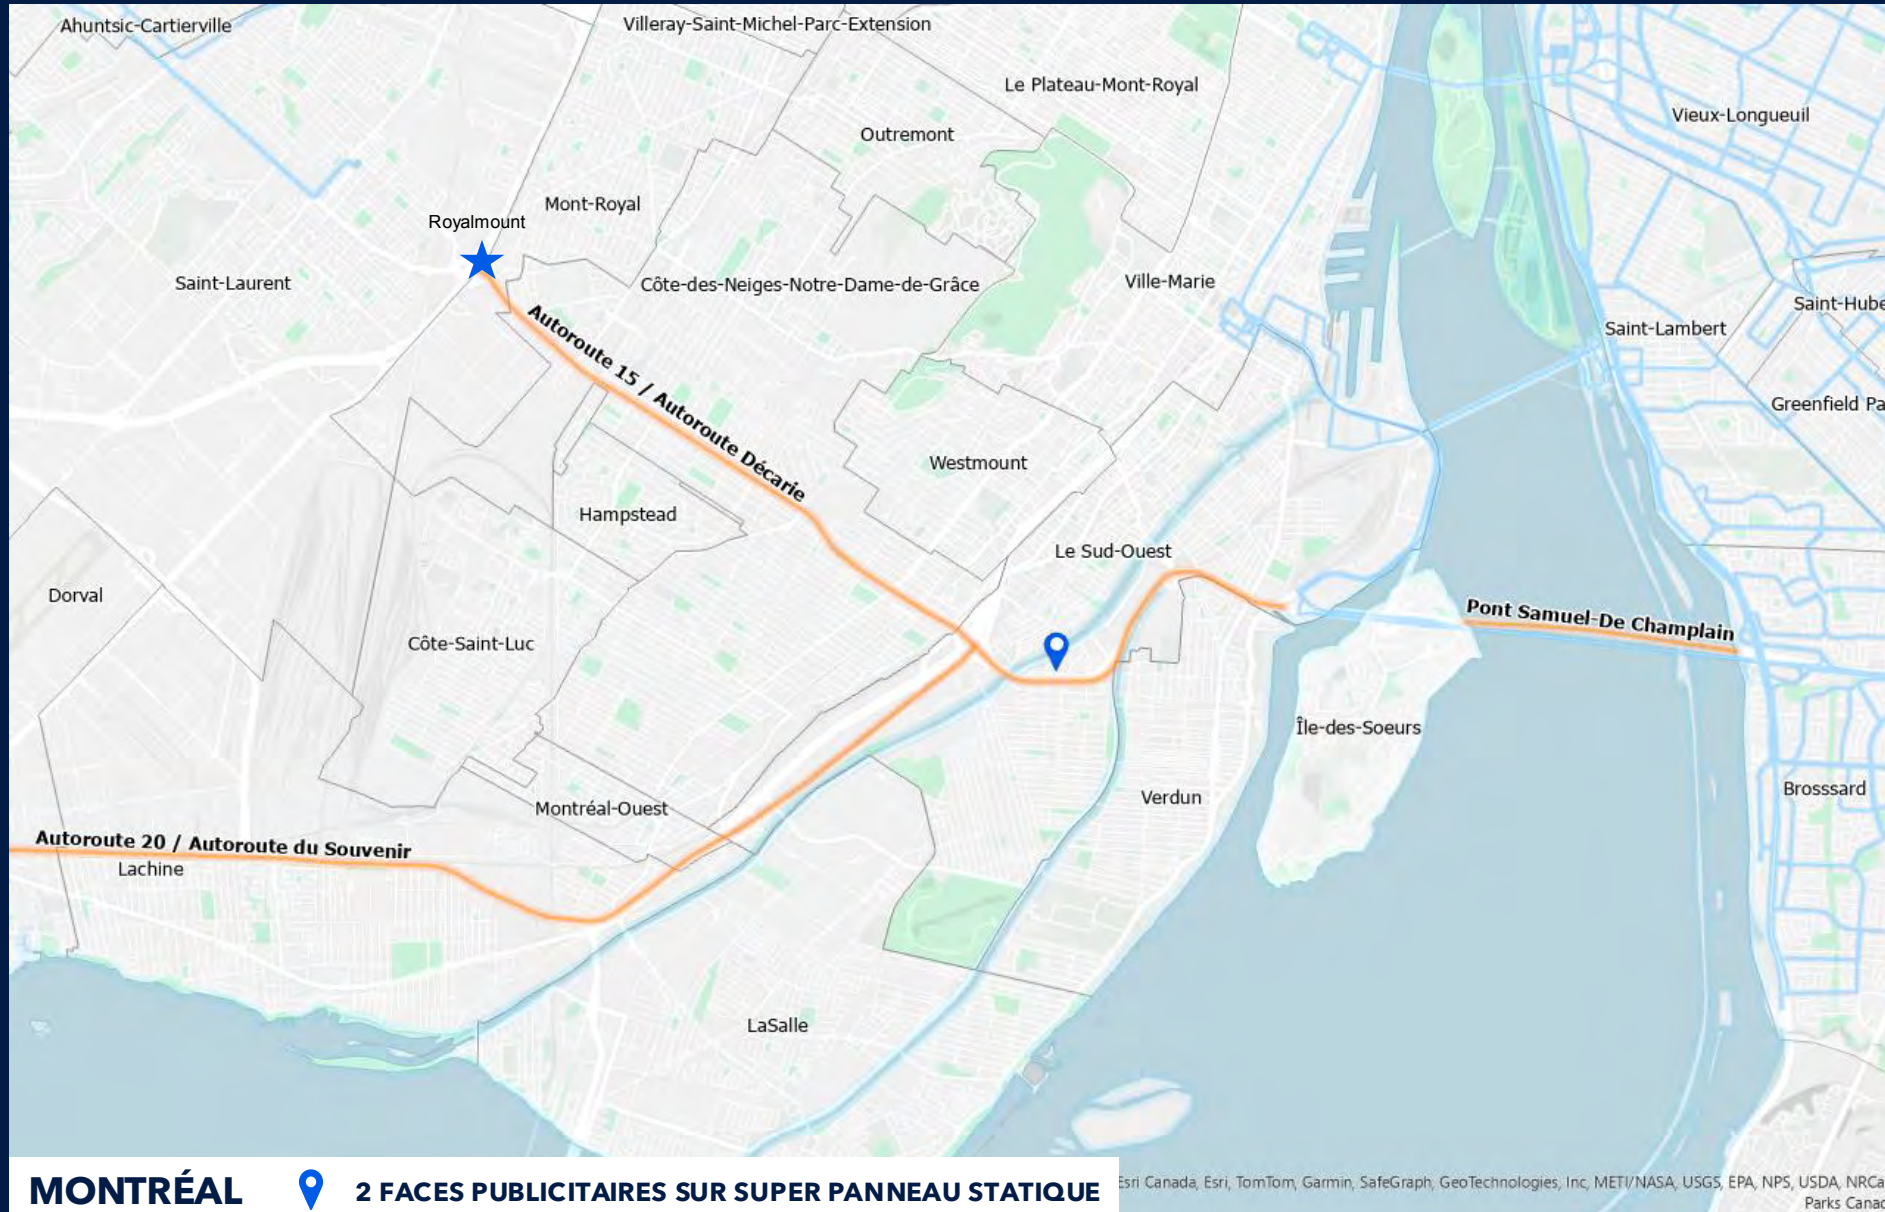 Ahuntsic-Cartierville
Villeray-Saint-Michel-Parc-Extension
Le Plateau-Mont-Royal
Vieux-Longueuil
Outremont
Mont-Royal
Royalmount
Saint-Laurent
Côte-des-Neiges-Notre-Dame-de-Grâce
Ville-Marie
Saint-Hube
Saint-Lambert
Autoroute 15 / Autoroute Décarie
Greenfield Pa
Westmount
Hampstead
Le Sud-Ouest
Dorval
Pont Samuel-De Champlain
Côte-Saint-Luc
Île-des-Soeurs
Brosssard
Verdun
Montréal-Ouest
Autoroute 20 / Autoroute du Souvenir
Lachine
LaSalle
MONTRÉAL
2 FACES PUBLICITAIRES SUR SUPER PANNEAU STATIQUE
Esri Canada, Esri, TomTom, Garmin, SafeGraph, GeoTechnologies, Inc, METI/NASA, USGS, EPA, NPS, USDA, NRCa
Parks Canad